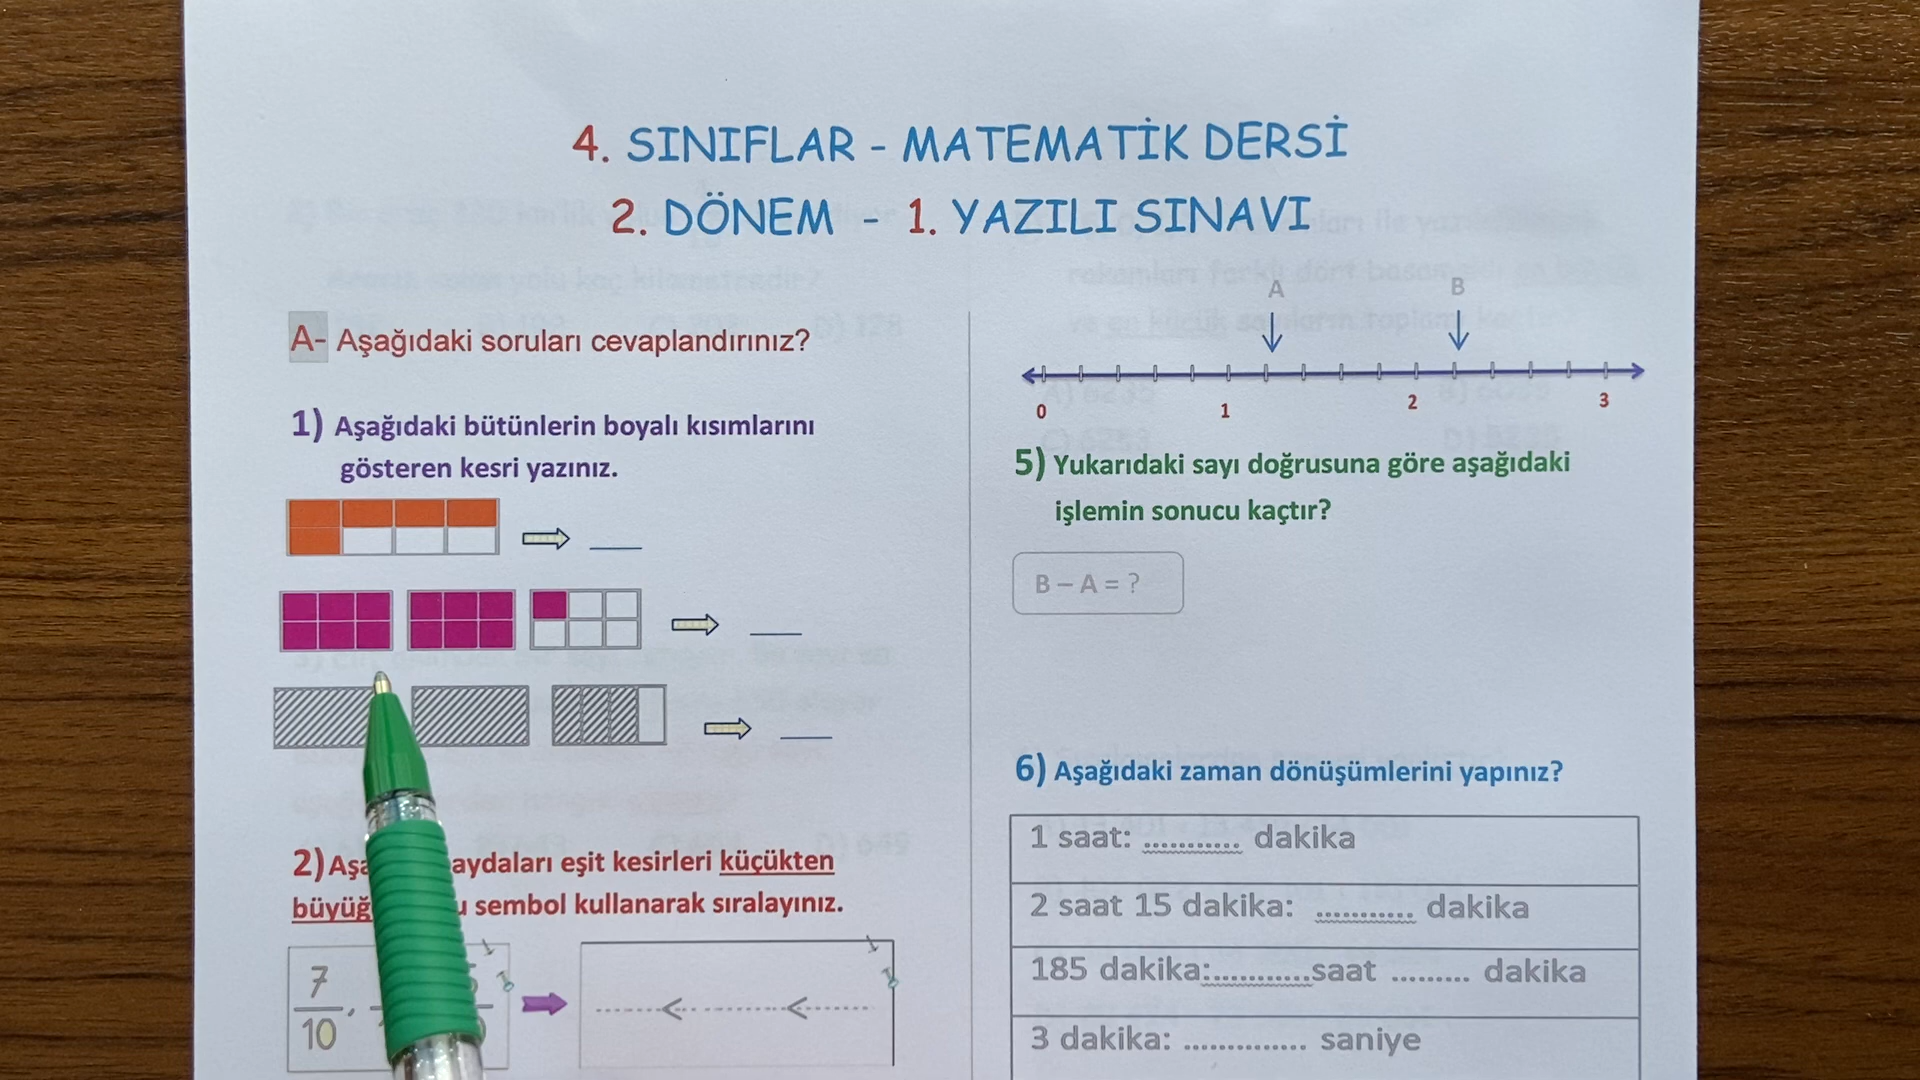 4. SINIFLAR - MATEMATİK DERSİ
2. DÖNEM - 1. YAZILI SINAVI
A- Aşağıdaki soruları cevaplandırınız?
1) Aşağıdaki bütünlerin boyalı kısımlarını
gösteren kesri yazınız.
2) aydaları eşit kesirleri küçükten
sembol kullanarak sıralayınız.
7
10
,
< <
A B
0 1 2 3
5) Yukarıdaki sayı doğrusuna göre aşağıdaki
işlemin sonucu kaçtır?
B – A = ?
6) Aşağıdaki zaman dönüşümlerini yapınız?
1 saat: ........... dakika
2 saat 15 dakika: ........... dakika
185 dakika:...........saat ......... dakika
3 dakika: .............. saniye